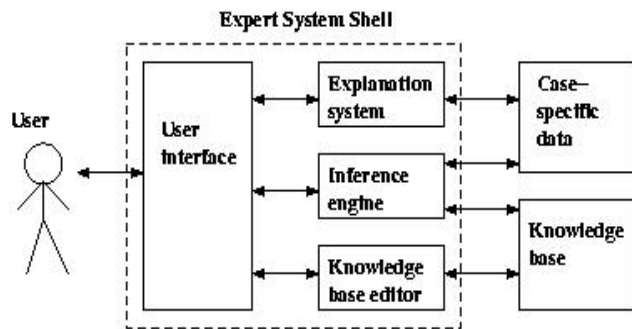 Expert System Shell
User
User
interface
Explanation
system
Inference
engine
Knowledge
base editor
Case–
specific
data
Knowledge
base